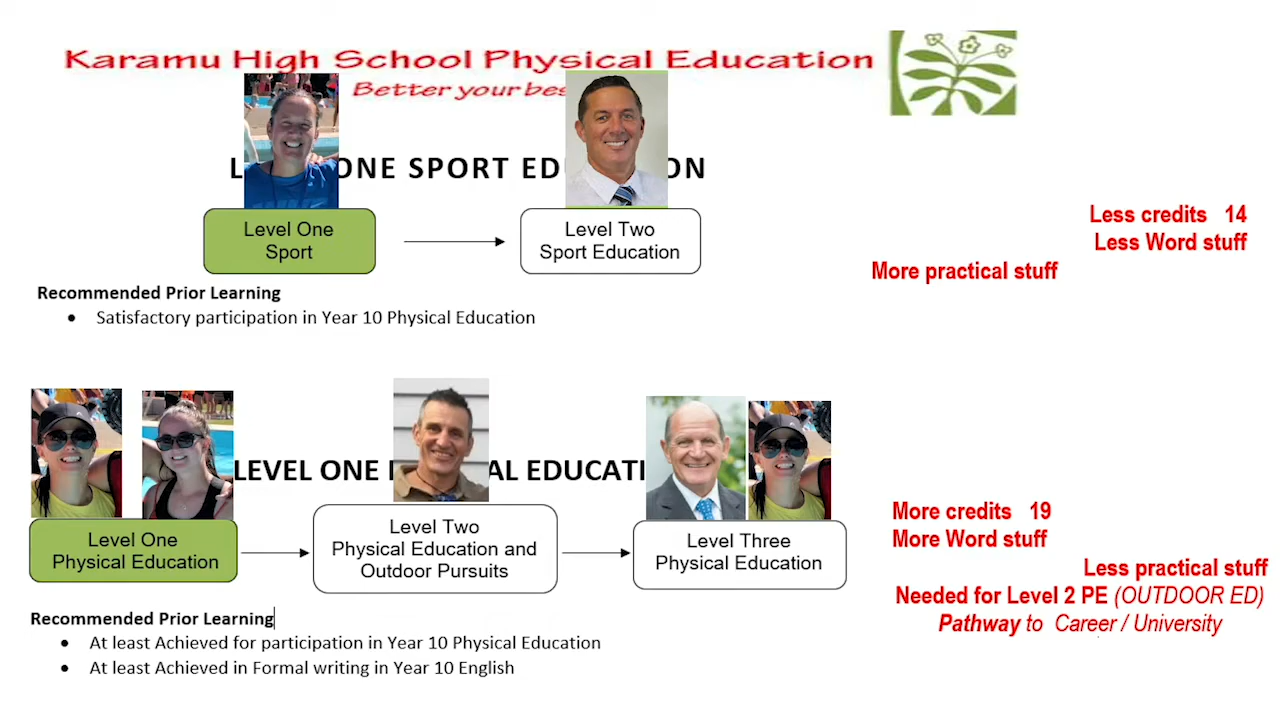 Karamu High School Physical Education
Better your bes
L ONE SPORT ED ON
Level One
Sport
Level Two
Sport Education
Less credits 14
Less Word stuff
More practical stuff
Recommended Prior Learning
• Satisfactory participation in Year 10 Physical Education
LEVEL ONE AL EDUCATI
Level One
Physical Education
Level Two
Physical Education and
Outdoor Pursuits
Level Three
Physical Education
More credits 19
More Word stuff
Less practical stuff
Needed for Level 2 PE (OUTDOOR ED)
Pathway to Career / University
Recommended Prior Learning
• At least Achieved for participation in Year 10 Physical Education
• At least Achieved in Formal writing in Year 10 English